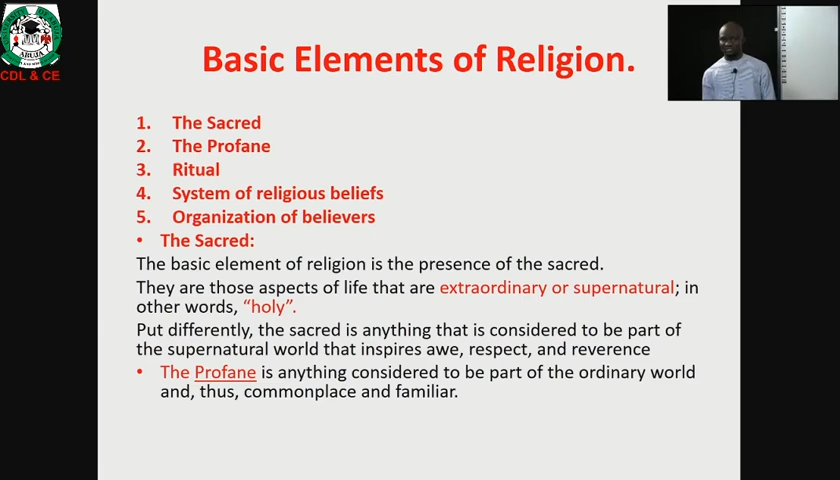 ABUJA
CDL & CE
Basic Elements of Religion.
1. The Sacred
2. The Profane
3. Ritual
4. System of religious beliefs
5. Organization of believers
• The Sacred:
The basic element of religion is the presence of the sacred.
They are those aspects of life that are extraordinary or supernatural; in
other words, “holy”.
Put differently, the sacred is anything that is considered to be part of
the supernatural world that inspires awe, respect, and reverence
• The Profane is anything considered to be part of the ordinary world
and, thus, commonplace and familiar.